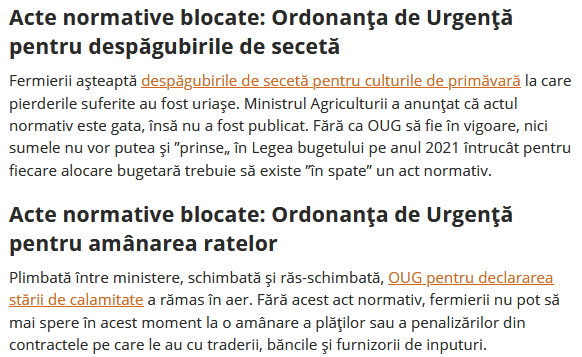 Acte normative blocate: Ordonanţa de Urgenţă
pentru despăgubirile de secetă
Fermierii aşteaptă despăgubirile de secetă pentru culturile de primăvară la care
pierderile suferite au fost uriaşe. Ministrul Agriculturii a anunţat că actul
normativ este gata, însă nu a fost publicat. Fără ca OUG să fie în vigoare, nici
sumele nu vor putea şi ”prinse„ în Legea bugetului pe anul 2021 întrucât pentru
fiecare alocare bugetară trebuie să existe ”în spate” un act normativ.
Acte normative blocate: Ordonanţa de Urgenţă
pentru amânarea ratelor
Plimbată între ministere, schimbată şi răs-schimbată, OUG pentru declararea
stării de calamitate a rămas în aer. Fără acest act normativ, fermierii nu pot să
mai spere în acest moment la o amânare a plăţilor sau a penalizărilor din
contractele pe care le au cu traderii, băncile şi furnizorii de inputuri.